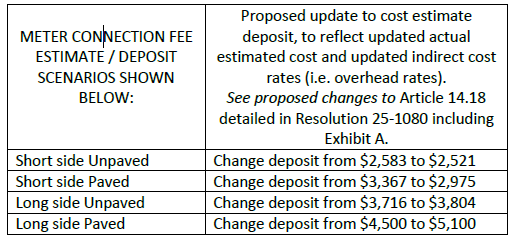 METER CONNECTION FEE
ESTIMATE / DEPOSIT
SCENARIOS SHOWN
BELOW:
Proposed update to cost estimate
deposit, to reflect updated actual
estimated cost and updated indirect cost
rates (i.e. overhead rates).
See proposed changes to Article 14.18
detailed in Resolution 25-1080 including
Exhibit A.
Short side Unpaved Change deposit from $2,583 to $2,521
Short side Paved Change deposit from $3,367 to $2,975
Long side Unpaved Change deposit from $3,716 to $3,804
Long side Paved Change deposit from $4,500 to $5,100